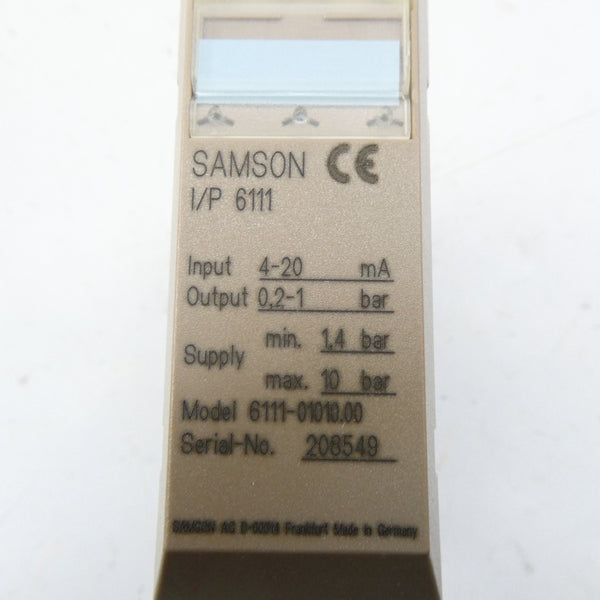 SAMSON CE
I/P 6111
Input 4-20 mA
Output 0,2-1 bar
Supply min. 1,4 bar
max. 10 bar
Model 6111-01010.00
Serial-No. 208549
SAMSON AG Frankfurt Made in Germany